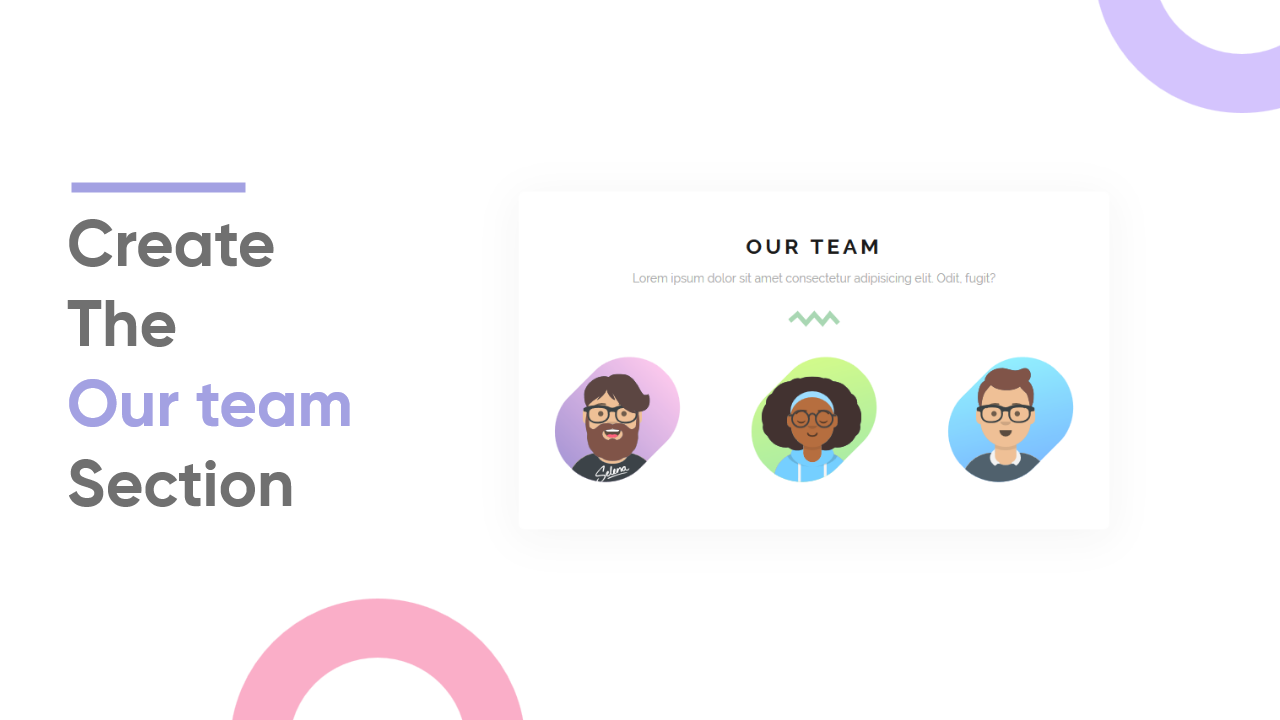 Create
The
Our team
Section
OUR TEAM
Lorem ipsum dolor sit amet consectetur adipisicing elit. Odit, fugit?
Selena